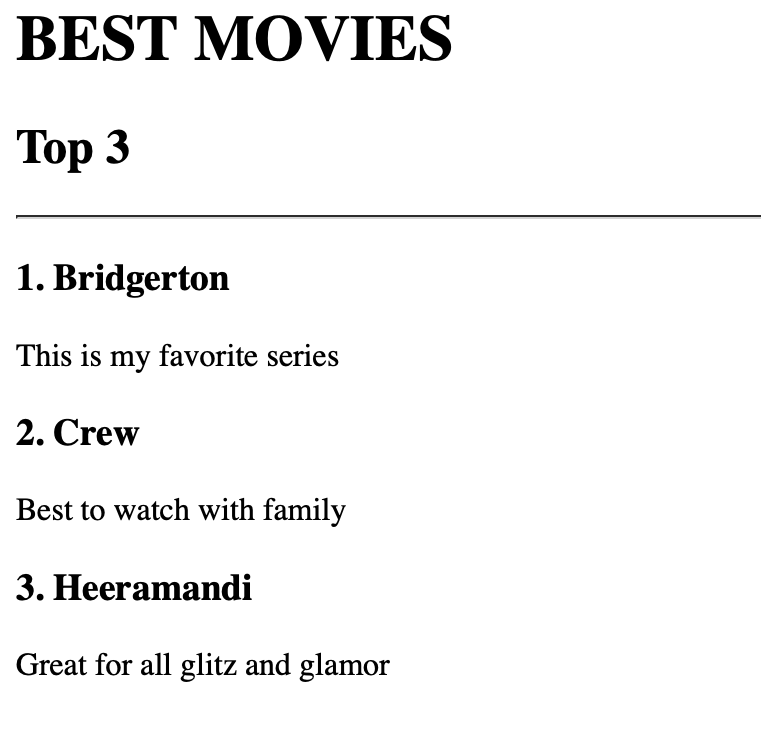 BEST MOVIES
Top 3
1. Bridgerton
This is my favorite series
2. Crew
Best to watch with family
3. Heeramandi
Great for all glitz and glamor